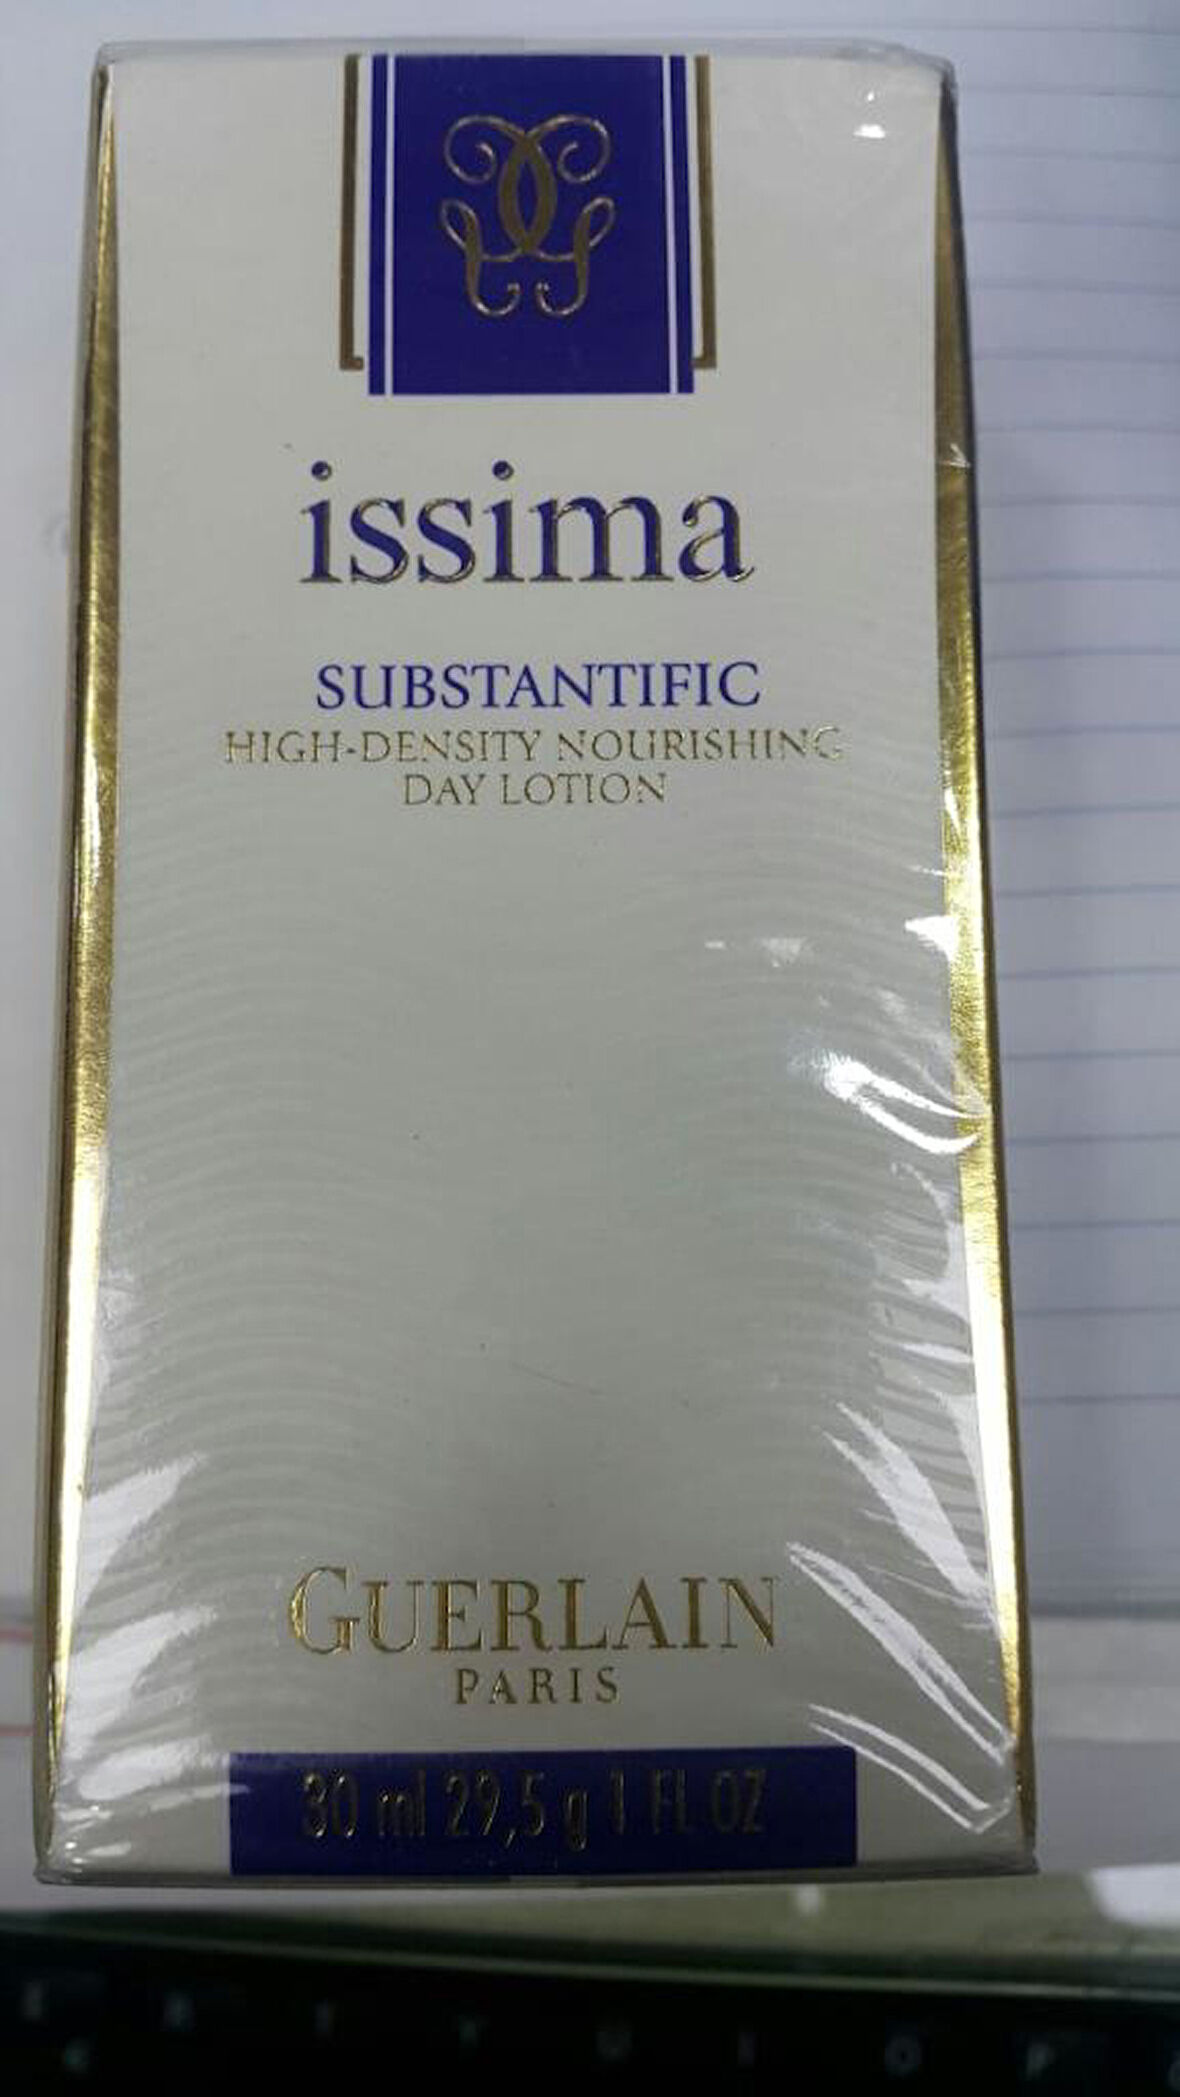 issima
SUBSTANTIFIC
HIGH-DENSITY NOURISHING
DAY LOTION
GUERLAIN
PARIS
30 ml 29,5 g 1 FL OZ
E R T Y U I O P
€